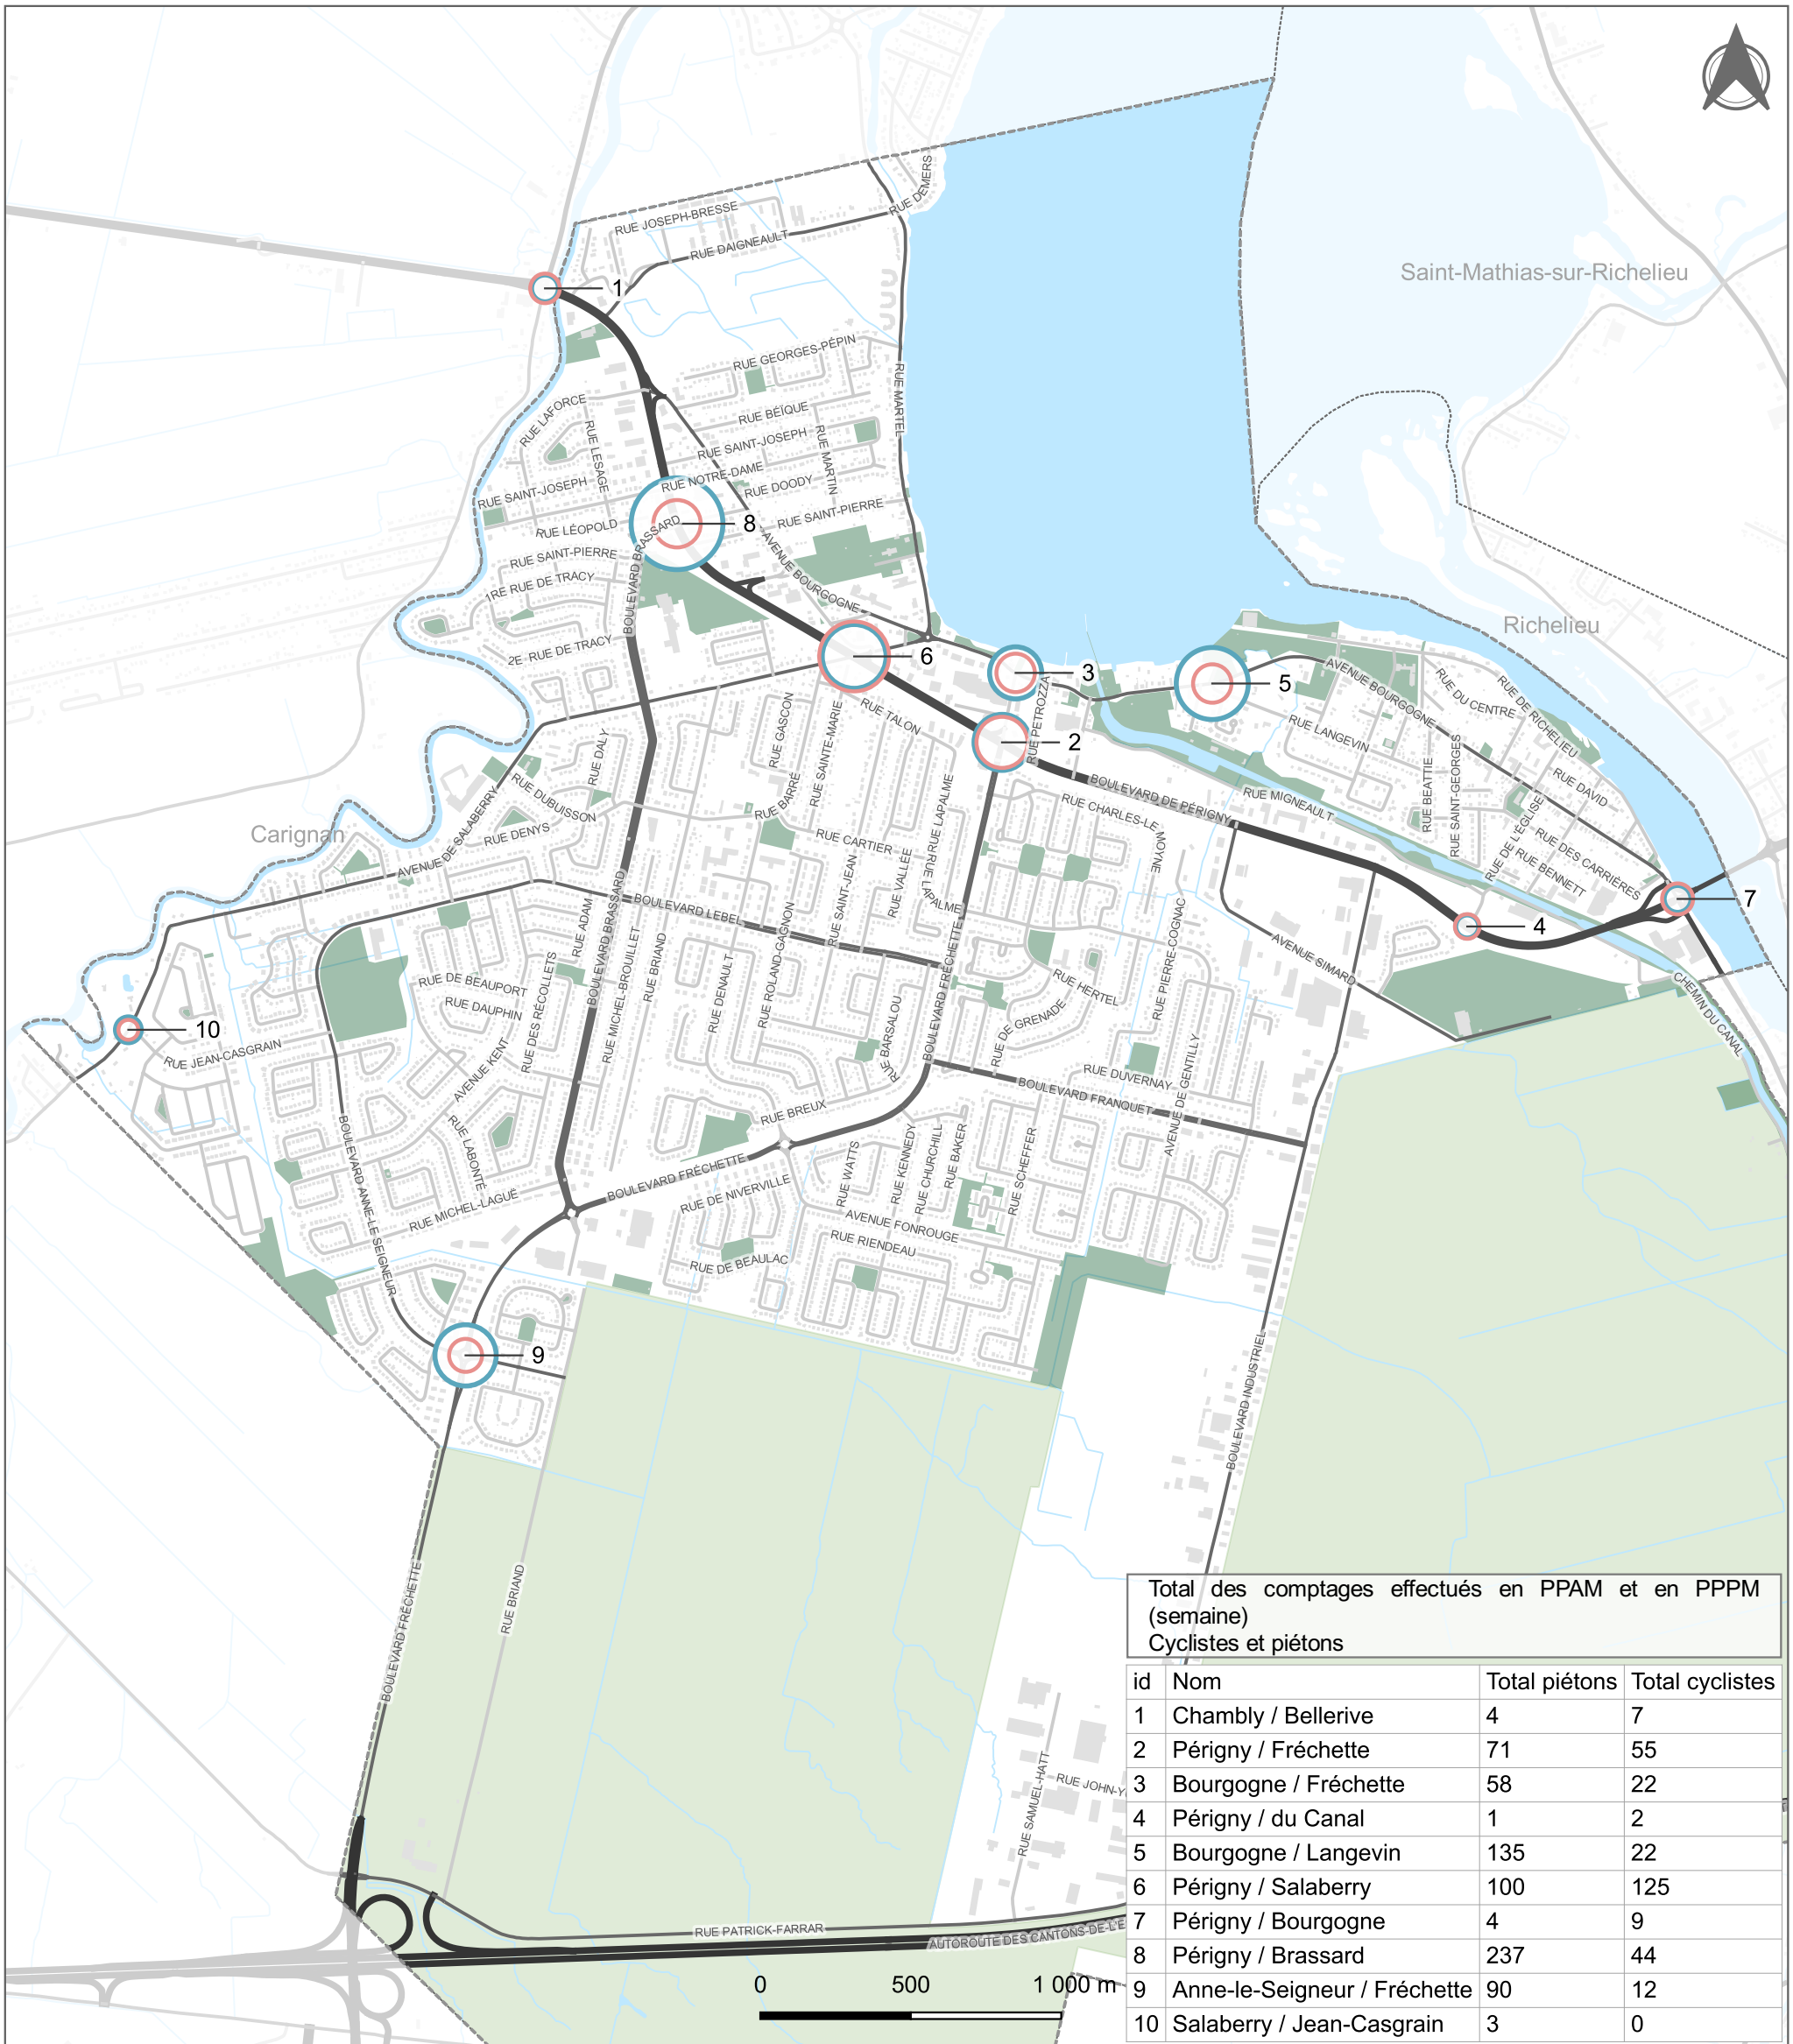 RUE DEMERS
RUE JOSEPH-BRESSE
RUE DAIGNEAULT
Saint-Mathias-sur-Richelieu
1
RUE GEORGES-PÉPIN
RUE MARTEL
RUE LAFORCE
RUE BÉÏQUE
RUE LESAGE
RUE SAINT-JOSEPH
RUE MARTIN
RUE NOTRE-DAME
RUE SAINT-JOSEPH
RUE DOODY
RUE SAINT-PIERRE
RUE LÉOPOLD
8
BOULEVARD BRASSARD
AVENUE BOURGOGNE
RUE SAINT-PIERRE
1RE RUE DE TRACY
2E RUE DE TRACY
Richelieu
6
3
5
AVENUE BOURGOGNE
RUE DU CENTRE
RUE DE RICHELIEU
RUE PETROZZA
RUE GASCON
RUE SAINTE-MARIE
RUE TALON
2
RUE LANGEVIN
RUE DALY
RUE DUBUISSON
RUE BARRÉ
RUE LAPALME
BOULEVARD DE PÉRIGNY
RUE MIGNEAULT
RUE BEATTIE
RUE SAINT-GEORGES
RUE DAVID
RUE DE L'ÉGLISE
RUE DES CARRIÈRES
RUE BENNETT
Carignan
AVENUE DE SALABERRY
RUE DENYS
RUE CARTIER
RUE CHARLES-LE MOYNE
RUE SAINT-JEAN
RUE VALLÉE
RUE LAPALME
7
4
BOULEVARD LEBEL
RUE ADAM
BOULEVARD BRASSARD
RUE MICHEL-BROUILLET
RUE BRIAND
RUE DENAULT
RUE ROLAND-GAGNON
BOULEVARD FRÉCHETTE
RUE PIERRE-COGNAC
AVENUE SIMARD
RUE HERTEL
RUE DE GRENADE
RUE DE BEAUPORT
RUE DAUPHIN
RUE DES RÉCOLLETS
CHEMIN DU CANAL
10
RUE JEAN-CASGRAIN
AVENUE KENT
RUE BARSALOU
RUE DUVERNAY
BOULEVARD FRANQUET
AVENUE DE GENTILLY
RUE LABONTÉ
RUE BREUX
BOULEVARD ANNE-LE SEIGNEUR
RUE MICHEL-LAGUË
BOULEVARD FRÉCHETTE
RUE DE NIVERVILLE
RUE WATTS
RUE KENNEDY
RUE CHURCHILL
RUE BAKER
RUE SCHEFFER
AVENUE FONROUGE
RUE RIENDEAU
RUE DE BEAULAC
9
BOULEVARD INDUSTRIEL
BOULEVARD FRÉCHETTE
RUE BRIAND
RUE SAMUEL-HATT
RUE JOHN-Y
RUE PATRICK-FARRAR
AUTOROUTE DES CANTONS-DE-L'E
0 500 1 000 m
Total des comptages effectués en PPAM et en PPPM
(semaine)
Cyclistes et piétons
id Nom Total piétons Total cyclistes
1 Chambly / Bellerive 4 7
2 Périgny / Fréchette 71 55
3 Bourgogne / Fréchette 58 22
4 Périgny / du Canal 1 2
5 Bourgogne / Langevin 135 22
6 Périgny / Salaberry 100 125
7 Périgny / Bourgogne 4 9
8 Périgny / Brassard 237 44
9 Anne-le-Seigneur / Fréchette 90 12
10 Salaberry / Jean-Casgrain 3 0